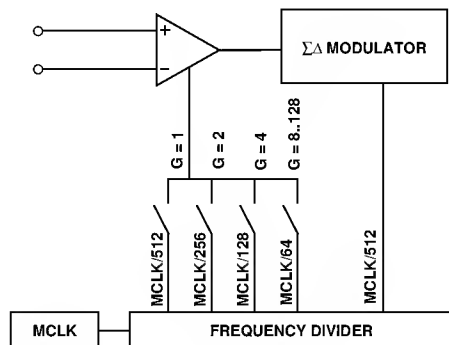 +
−
ΣΔ MODULATOR
G = 1
G = 2
G = 4
G = 8..128
MCLK/512
MCLK/256
MCLK/128
MCLK/64
MCLK/512
MCLK
FREQUENCY DIVIDER